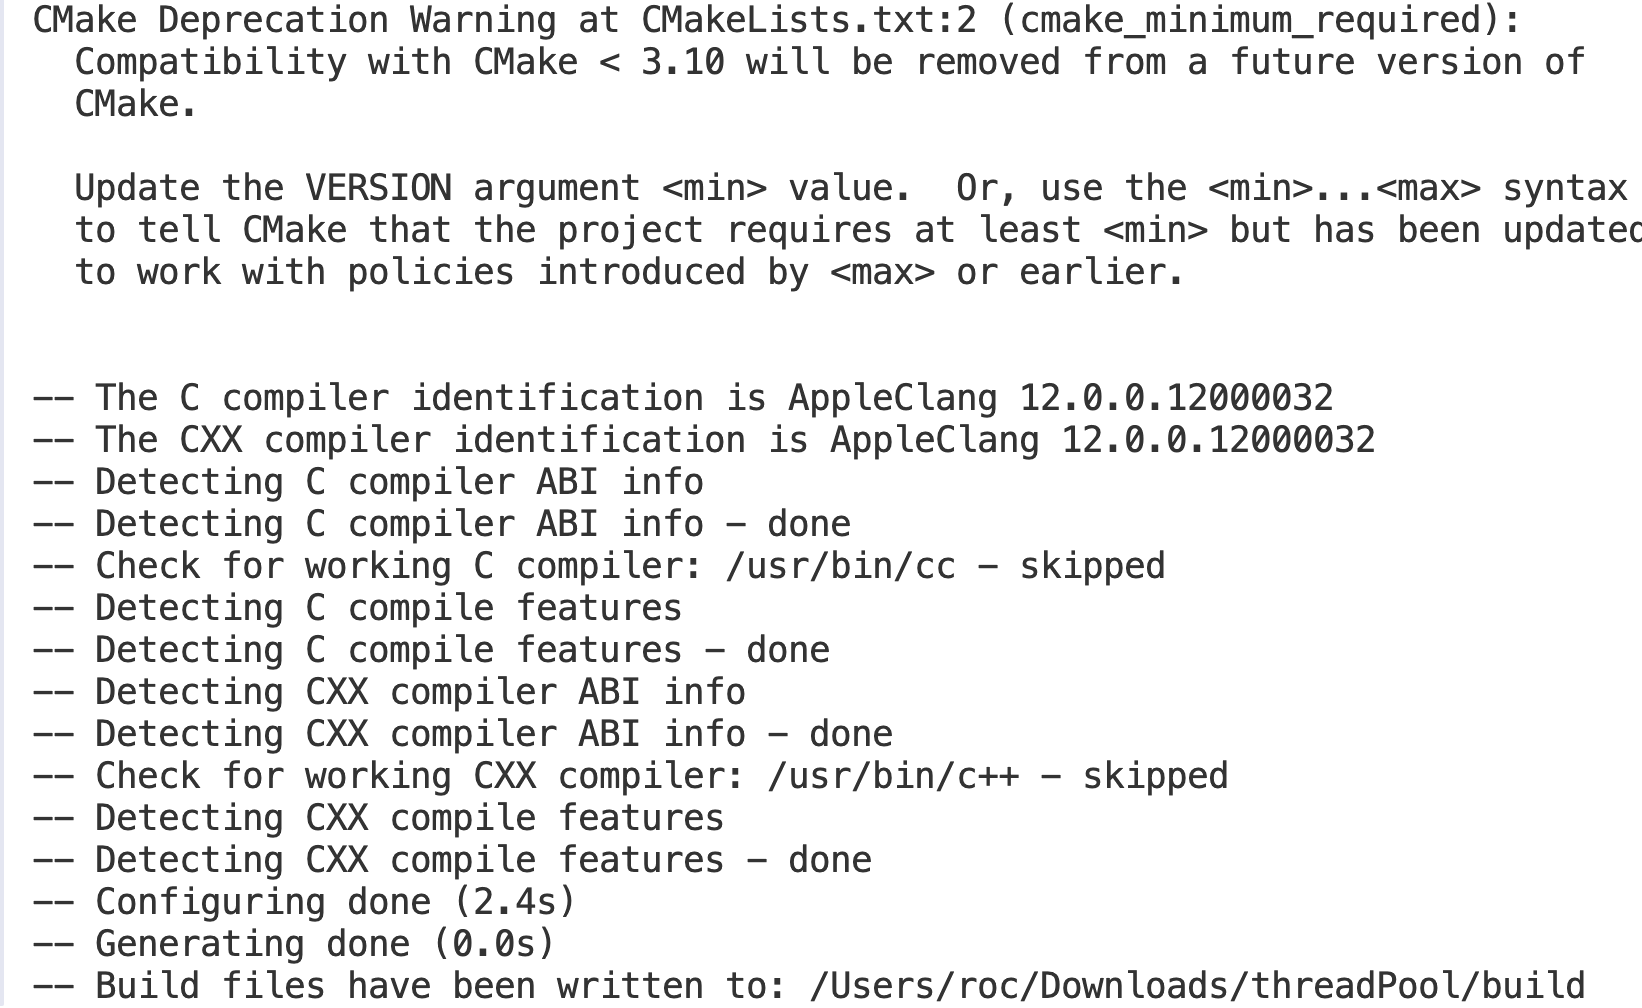 CMake Deprecation Warning at CMakeLists.txt:2 (cmake_minimum_required):
  Compatibility with CMake < 3.10 will be removed from a future version of
  CMake.

  Update the VERSION argument <min> value.  Or, use the <min>...<max> syntax
  to tell CMake that the project requires at least <min> but has been updated
  to work with policies introduced by <max> or earlier.

-- The C compiler identification is AppleClang 12.0.0.12000032
-- The CXX compiler identification is AppleClang 12.0.0.12000032
-- Detecting C compiler ABI info
-- Detecting C compiler ABI info - done
-- Check for working C compiler: /usr/bin/cc - skipped
-- Detecting C compile features
-- Detecting C compile features - done
-- Detecting CXX compiler ABI info
-- Detecting CXX compiler ABI info - done
-- Check for working CXX compiler: /usr/bin/c++ - skipped
-- Detecting CXX compile features
-- Detecting CXX compile features - done
-- Configuring done (2.4s)
-- Generating done (0.0s)
-- Build files have been written to: /Users/roc/Downloads/threadPool/build